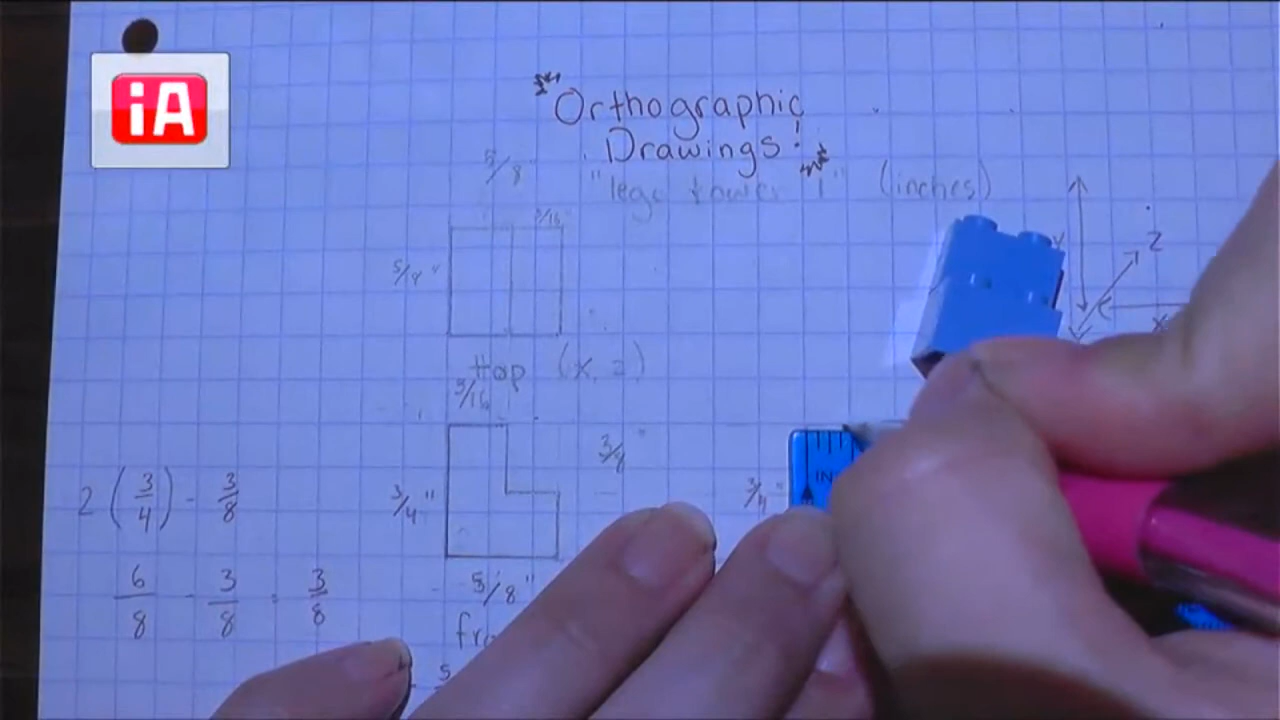 iA
Orthographic
Drawings!
"lego tower 1" (inches)
5/8
3/16
5/8"
top (x, z)
3/16
3/4"
3/4
5/8"
3/4"
2 (3/4) - 3/8
6/8 - 3/8 = 3/8
IN
Y
Z
X
5